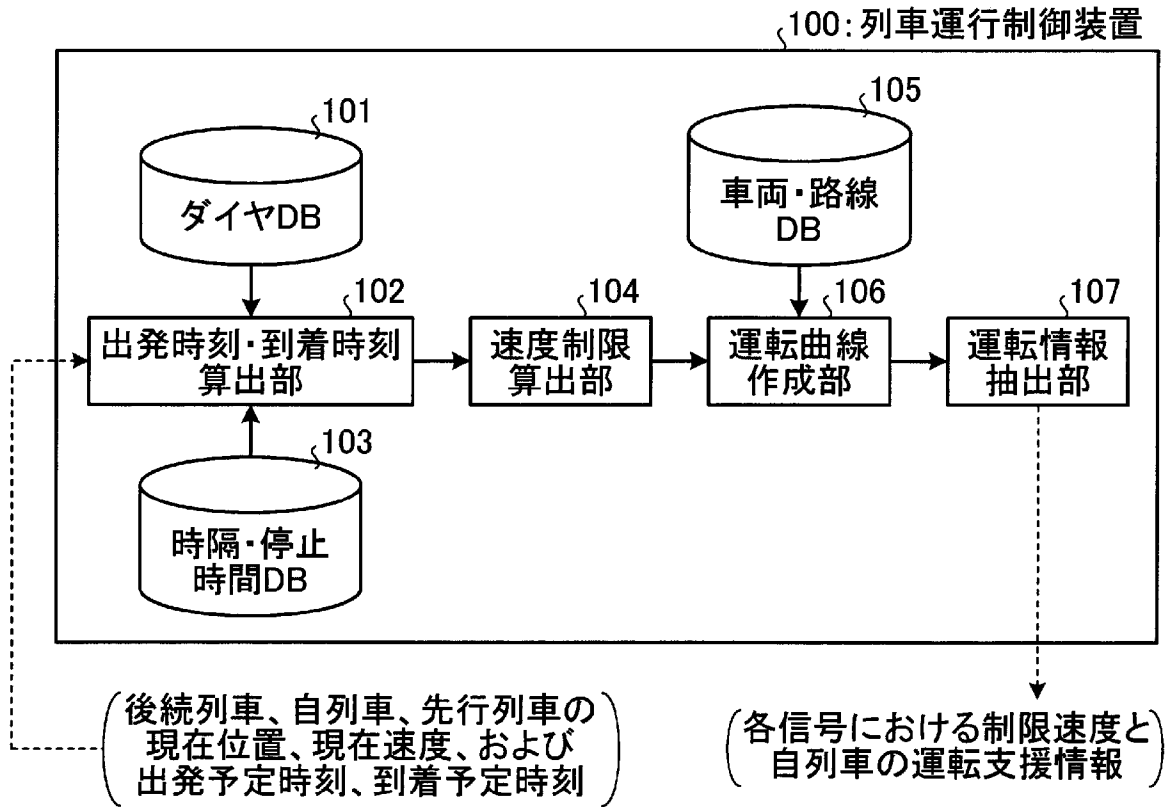 100:列車運行制御装置
101
ダイヤDB
105
車両・路線
DB
102
出発時刻・到着時刻
算出部
104
速度制限
算出部
106
運転曲線
作成部
107
運転情報
抽出部
103
時隔・停止
時間DB
後続列車、自列車、先行列車の
現在位置、現在速度、および
出発予定時刻、到着予定時刻
各信号における制限速度と
自列車の運転支援情報